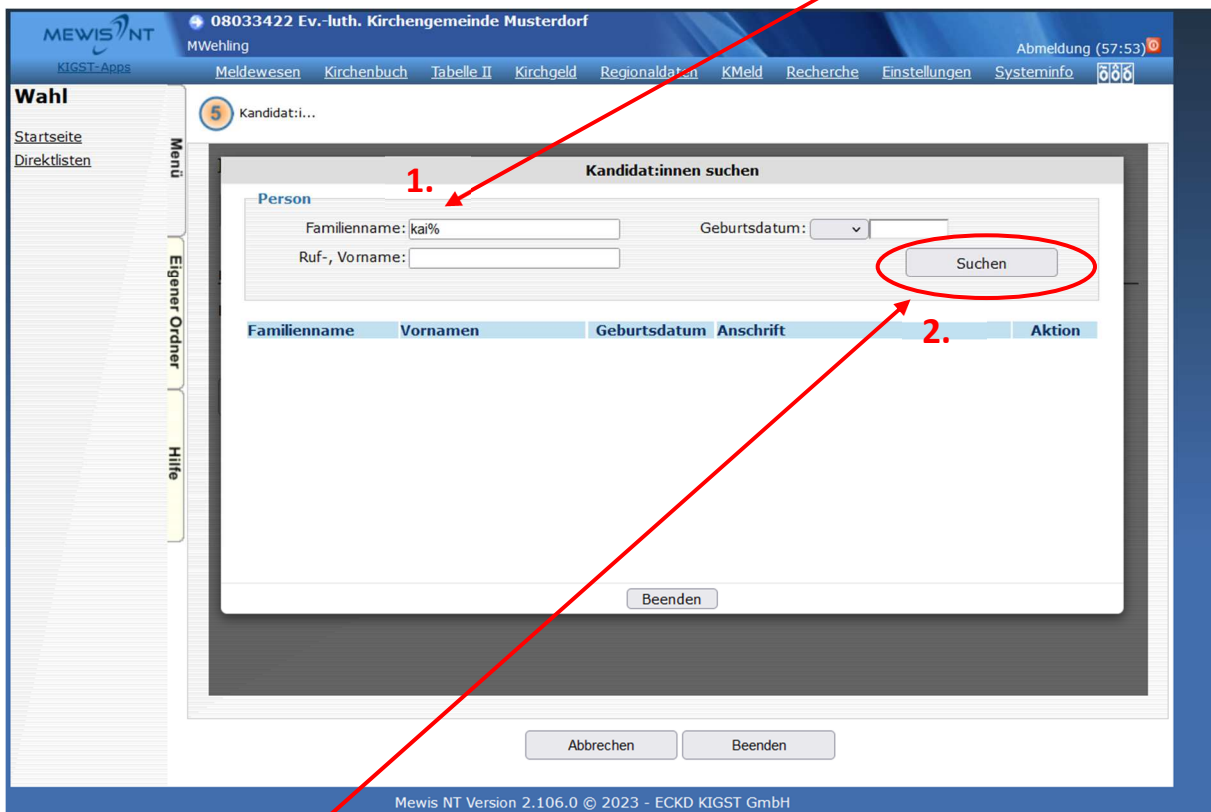 MEWIS NT
08033422 Ev.-luth. Kirchengemeinde Musterdorf
MWehling
Abmeldung (57:53)
KIGST-Apps
Meldewesen Kirchenbuch Tabelle II Kirchgeld Regionaldaten KMeld Recherche Einstellungen Systeminfo
Wahl
Startseite
Direktlisten
Menü
Eigener Ordner
Hilfe
5 Kandidat:i...
Kandidat:innen suchen
1.
Person
Familienname: kai%
Geburtsdatum:
Ruf-, Vorname:
Suchen
2.
Familienname Vornamen Geburtsdatum Anschrift Aktion
Beenden
Abbrechen Beenden
Mewis NT Version 2.106.0 © 2023 - ECKD KIGST GmbH